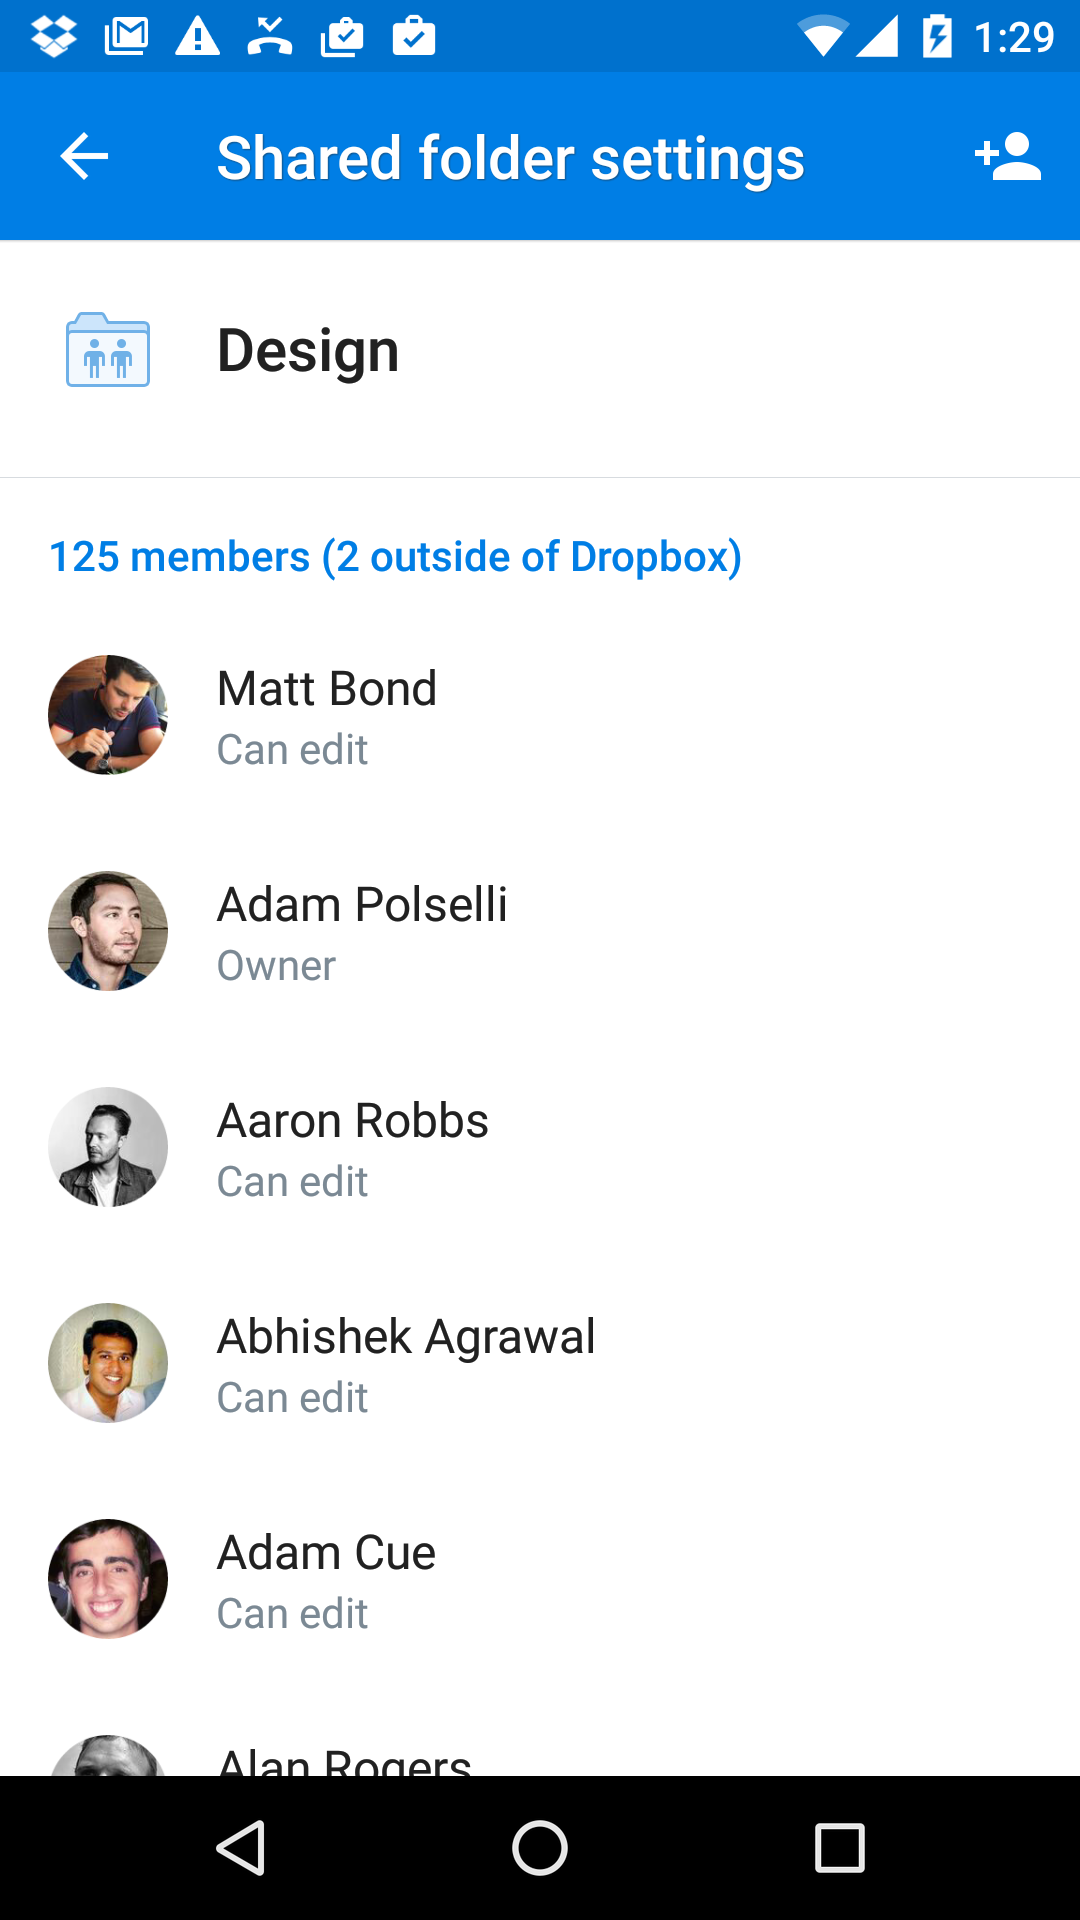 1:29
Shared folder settings
Design
125 members (2 outside of Dropbox)
Matt Bond
Can edit
Adam Polselli
Owner
Aaron Robbs
Can edit
Abhishek Agrawal
Can edit
Adam Cue
Can edit
Alan Rogers